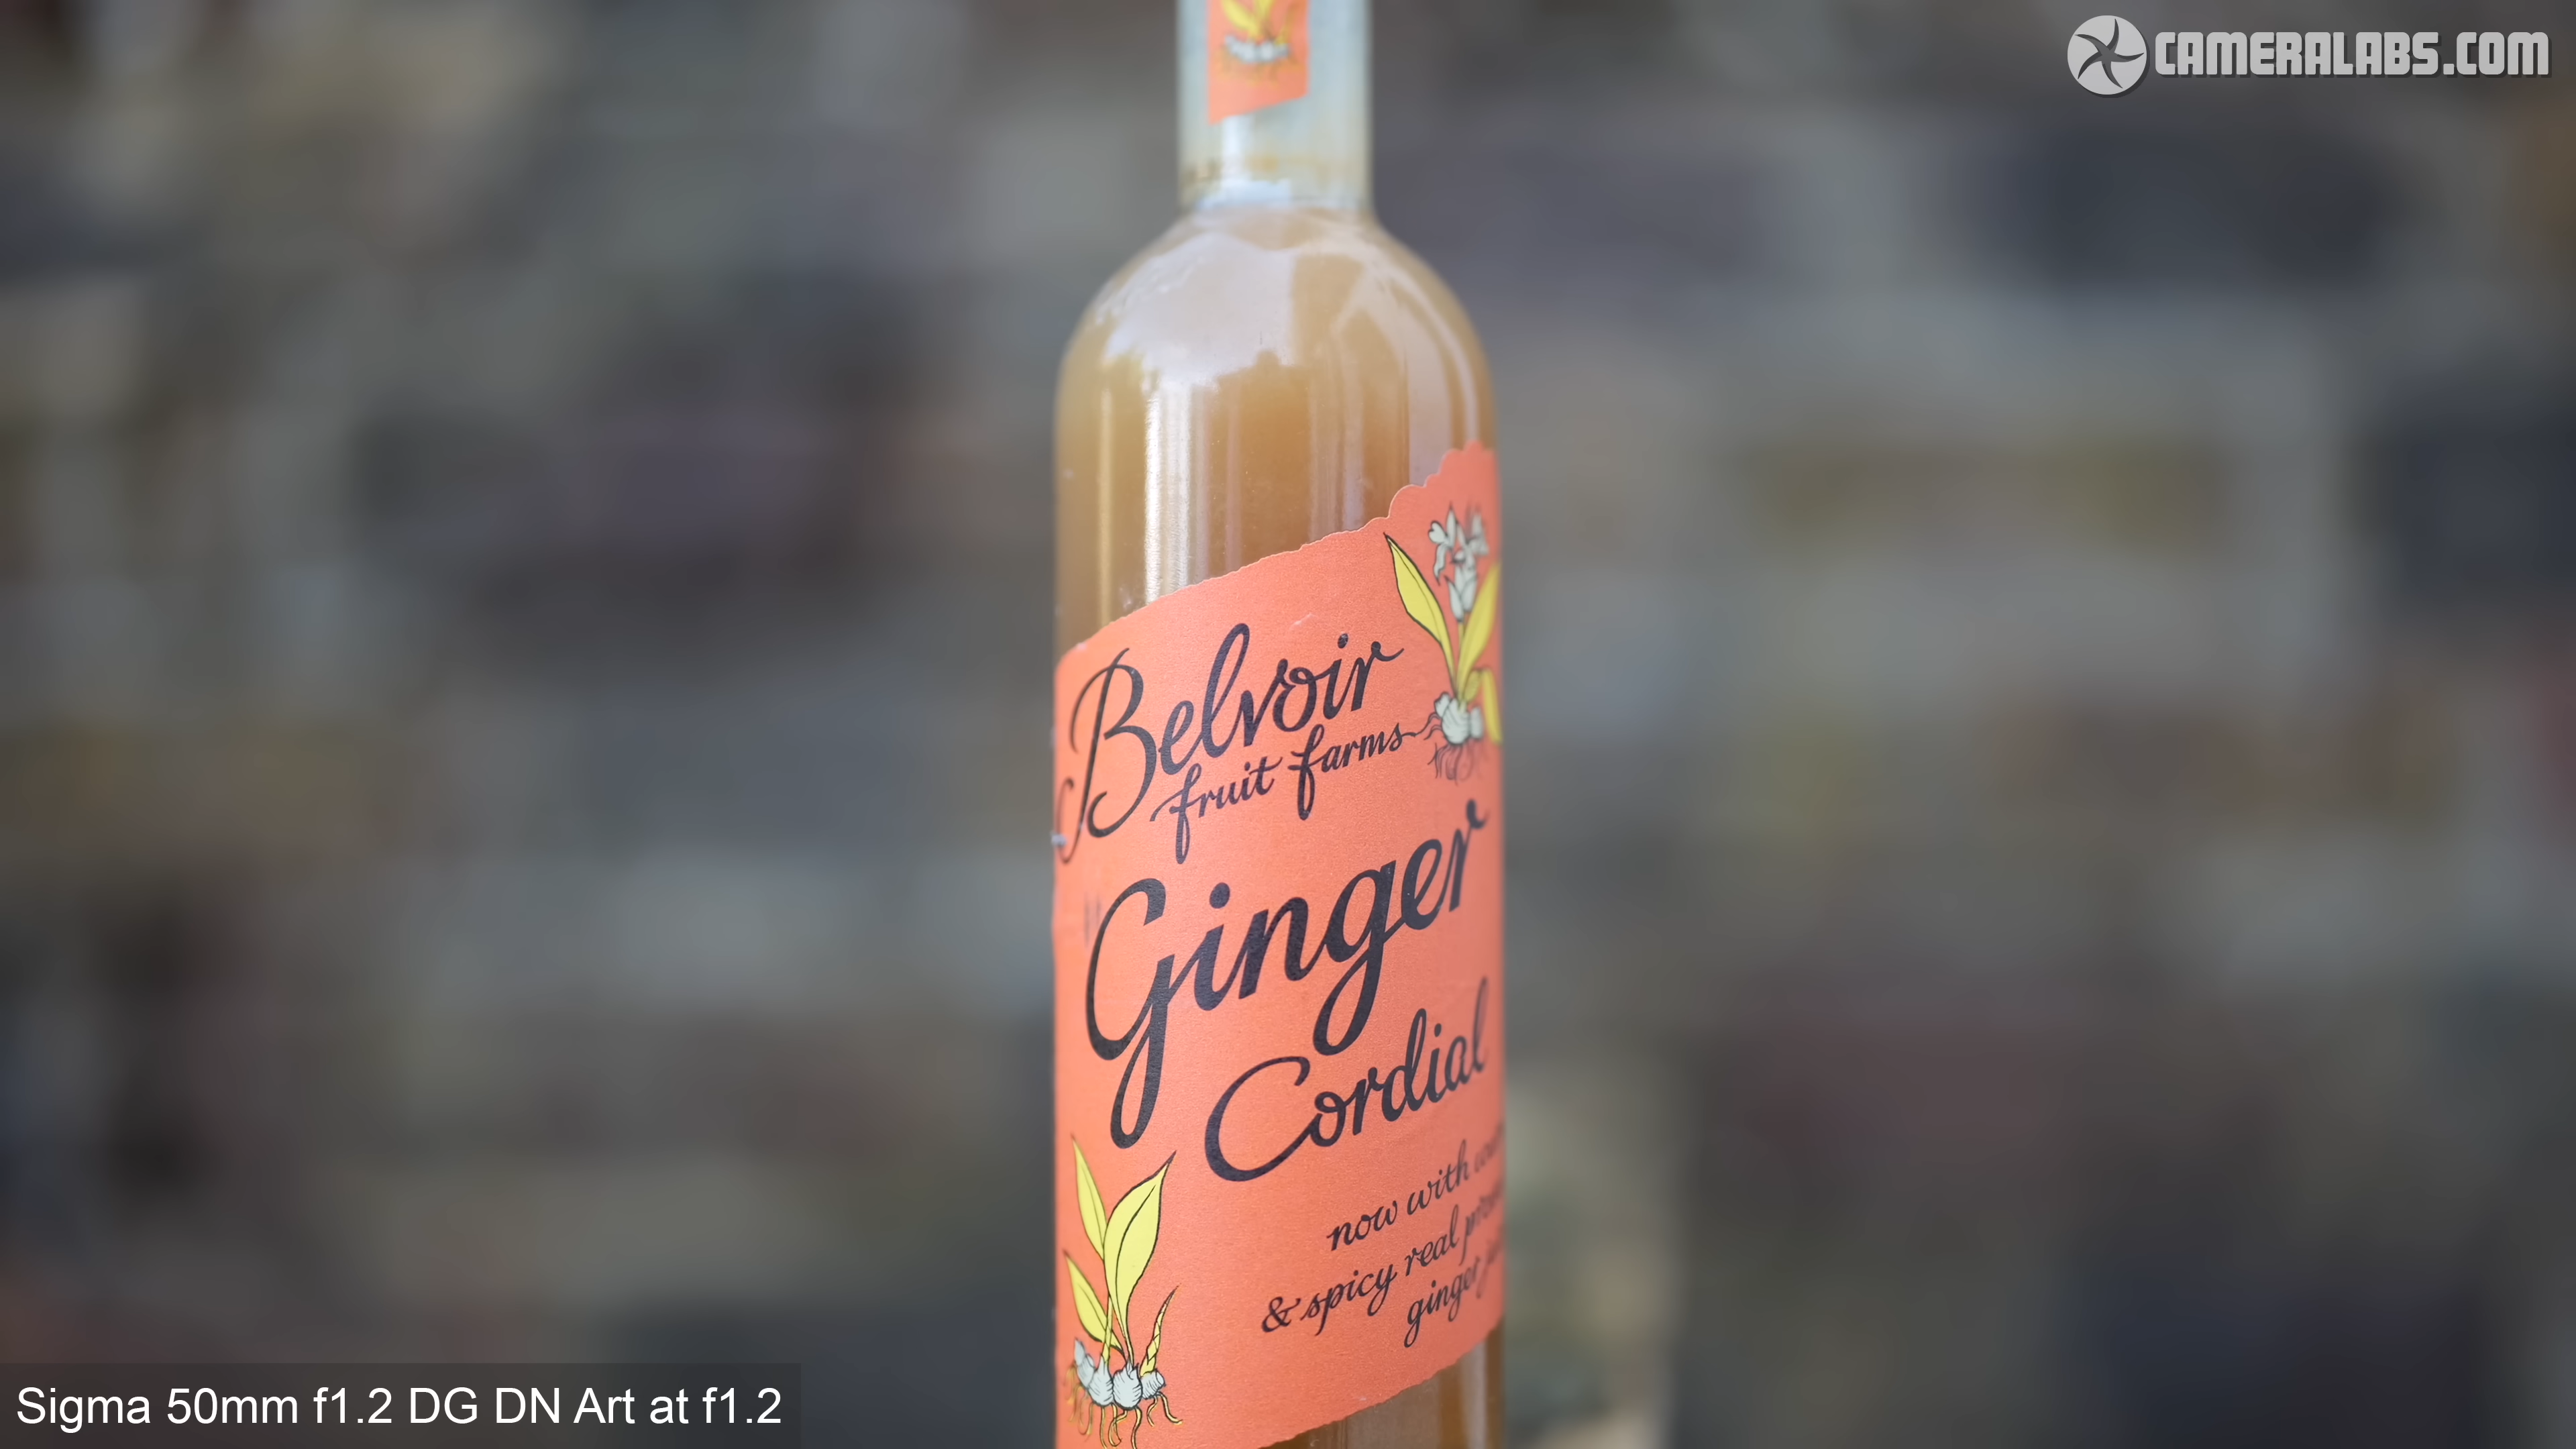 CAMERALABS.COM
Belvoir
fruit farms
Ginger
Cordial
now with
& spicy real
ginger
Sigma 50mm f1.2 DG DN Art at f1.2